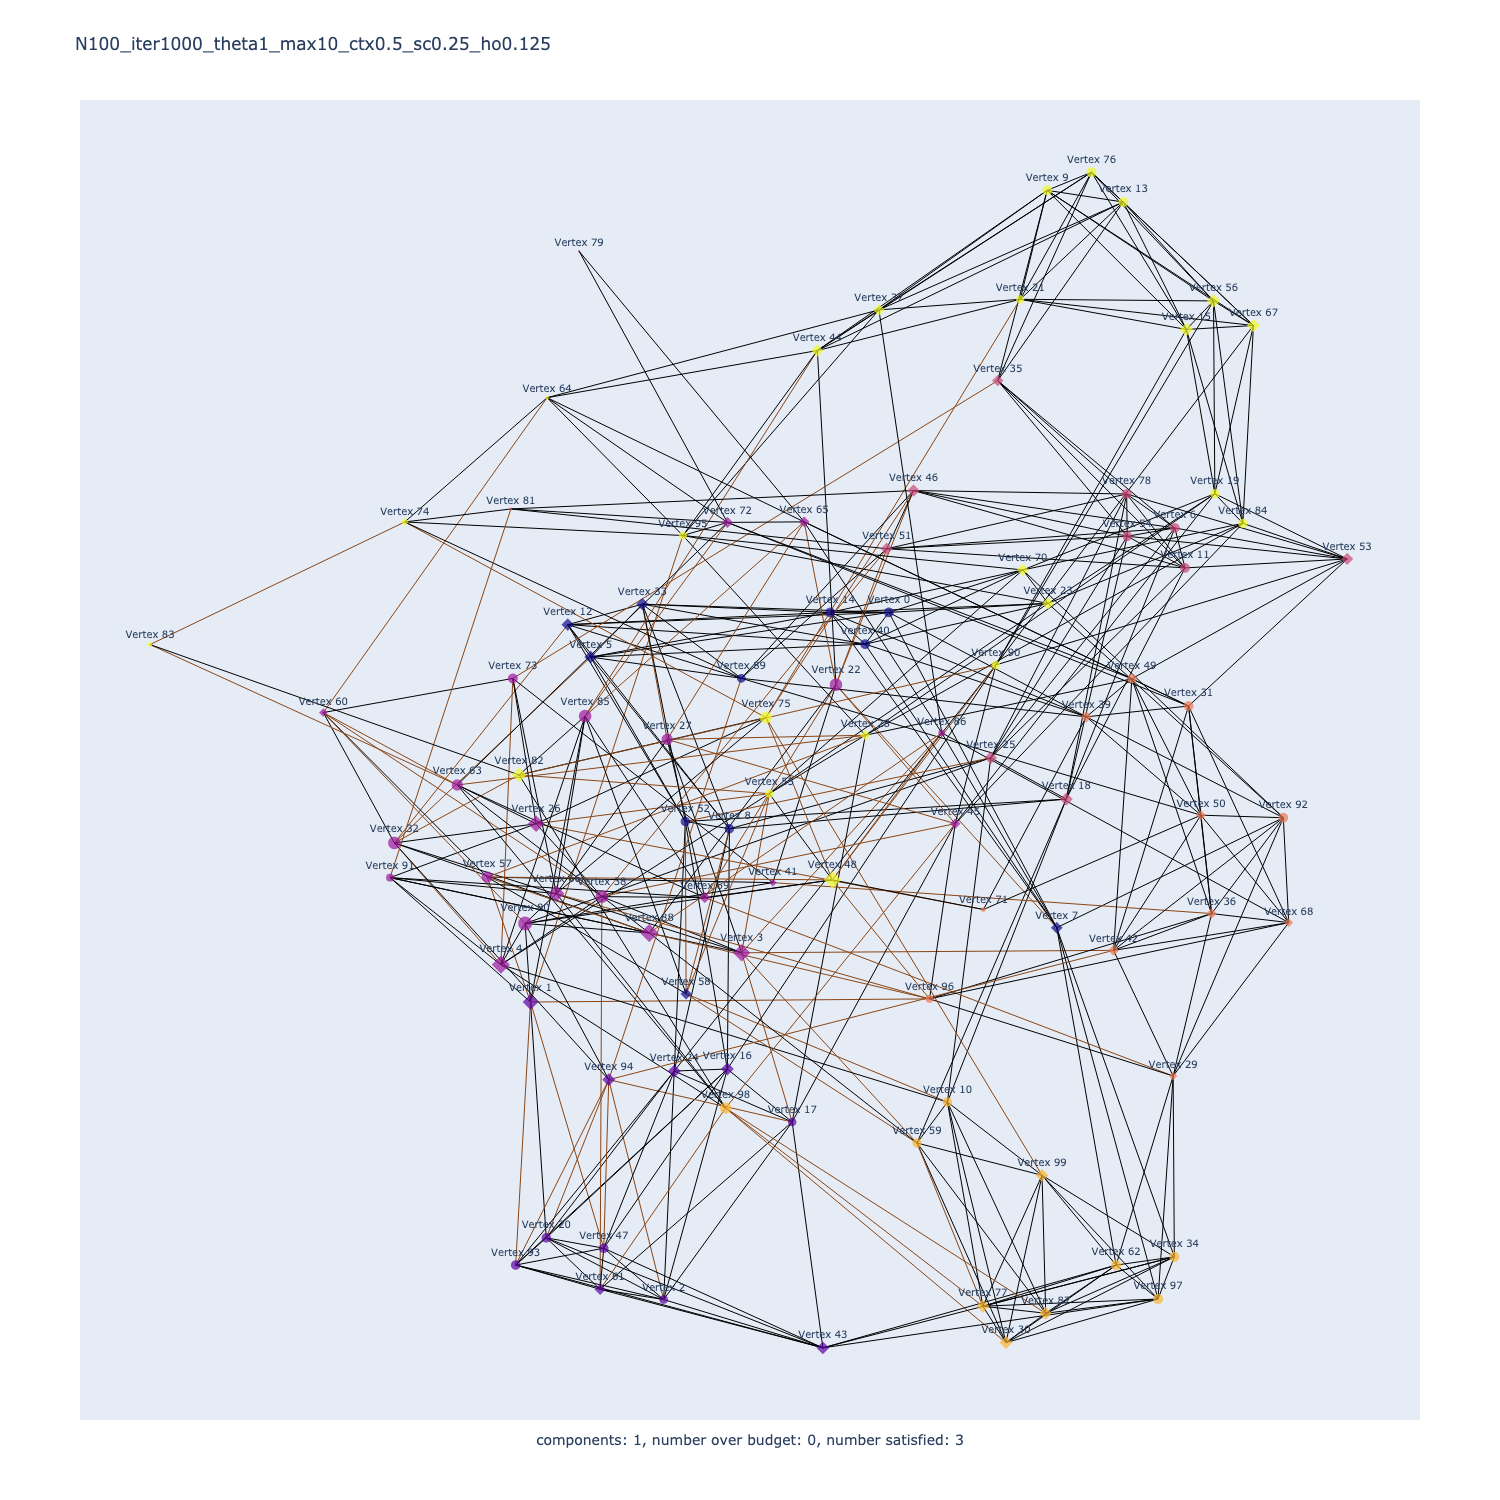 N100_iter1000_theta1_max10_ctx0.5_sc0.25_ho0.125
Vertex 76
Vertex 9
Vertex 13
Vertex 79
Vertex 21
Vertex 56
Vertex 67
Vertex 15
Vertex 44
Vertex 35
Vertex 64
Vertex 46
Vertex 78
Vertex 19
Vertex 81
Vertex 74
Vertex 72
Vertex 65
Vertex 84
Vertex 95
Vertex 51
Vertex 53
Vertex 11
Vertex 70
Vertex 33
Vertex 14
Vertex 0
Vertex 23
Vertex 12
Vertex 83
Vertex 5
Vertex 40
Vertex 90
Vertex 73
Vertex 89
Vertex 22
Vertex 49
Vertex 60
Vertex 85
Vertex 75
Vertex 31
Vertex 39
Vertex 27
Vertex 28
Vertex 86
Vertex 25
Vertex 82
Vertex 63
Vertex 55
Vertex 18
Vertex 26
Vertex 52
Vertex 8
Vertex 45
Vertex 50
Vertex 92
Vertex 32
Vertex 91
Vertex 57
Vertex 41
Vertex 48
Vertex 38
Vertex 69
Vertex 71
Vertex 36
Vertex 68
Vertex 7
Vertex 88
Vertex 3
Vertex 42
Vertex 4
Vertex 1
Vertex 58
Vertex 96
Vertex 94
Vertex 24
Vertex 16
Vertex 29
Vertex 98
Vertex 17
Vertex 10
Vertex 59
Vertex 99
Vertex 20
Vertex 47
Vertex 93
Vertex 62
Vertex 34
Vertex 61
Vertex 2
Vertex 77
Vertex 87
Vertex 97
Vertex 43
Vertex 30
components: 1, number over budget: 0, number satisfied: 3